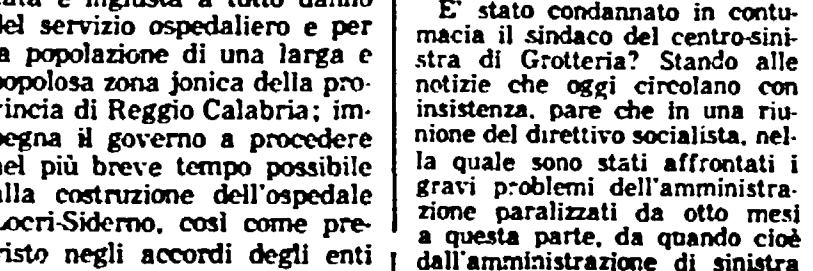 del servizio ospedaliero e per
la popolazione di una larga e
popolosa zona jonica della pro-
vincia di Reggio Calabria; im-
pegna il governo a procedere
nel più breve tempo possibile
alla costruzione dell'ospedale
Locri-Siderno, così come pre-
visto negli accordi degli enti
E' stato condannato in contu-
macia il sindaco del centro-sini-
stra di Grotteria? Stando alle
notizie che oggi circolano con
insistenza, pare che in una riu-
nione del direttivo socialista, nel-
la quale sono stati affrontati i
gravi problemi dell'amministra-
zione paralizzati da otto mesi
a questa parte, da quando cioè
dall'amministrazione di sinistra